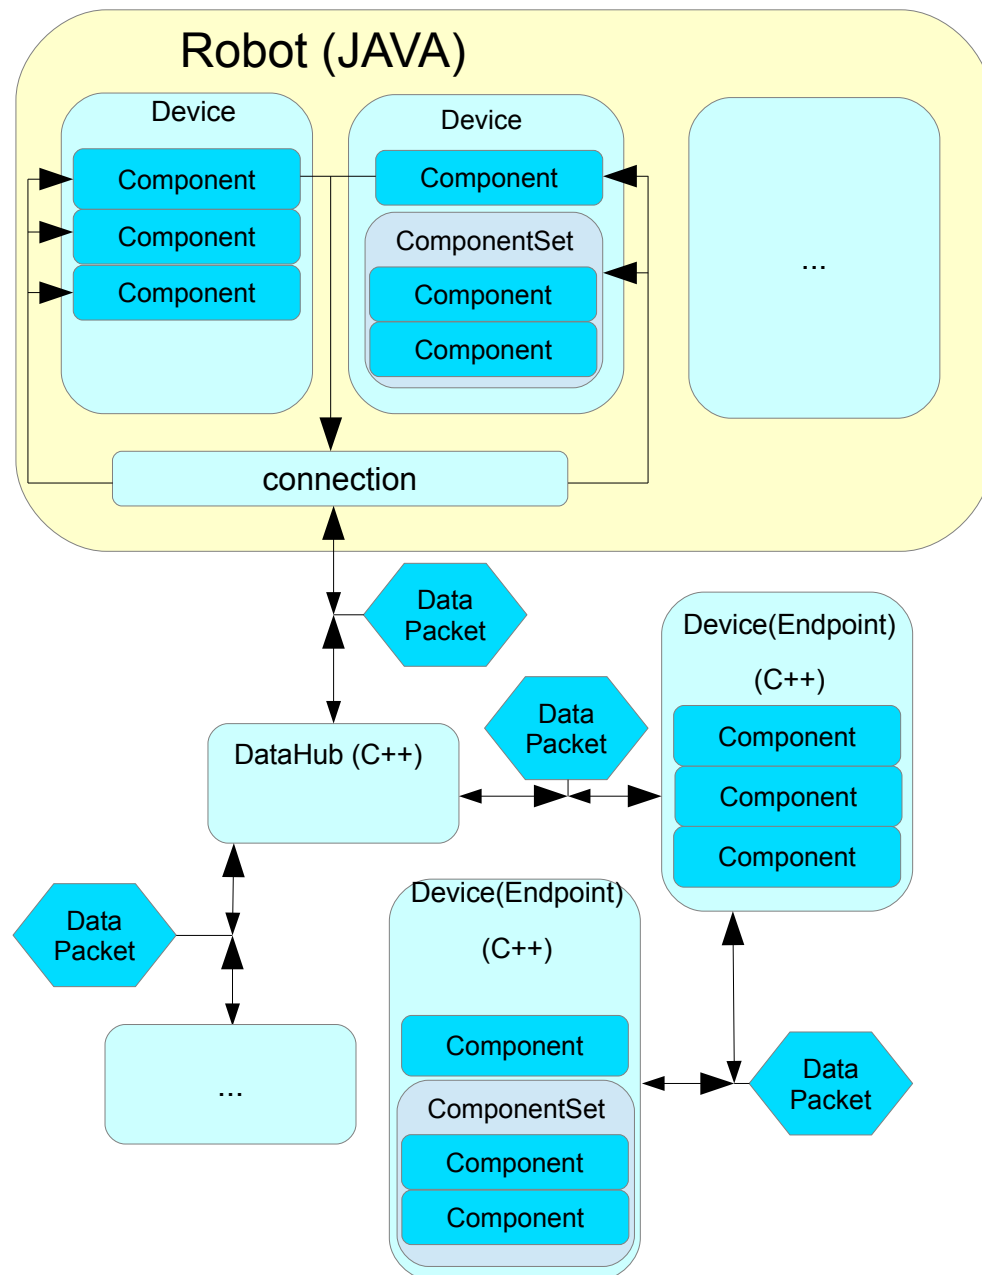 Robot (JAVA)
Device
Component
Component
Component
Device
Component
ComponentSet
Component
Component
...
connection
Data
Packet
DataHub (C++)
Data
Packet
Device(Endpoint)
(C++)
Component
Component
Component
Data
Packet
...
Device(Endpoint)
(C++)
Component
ComponentSet
Component
Component
Data
Packet